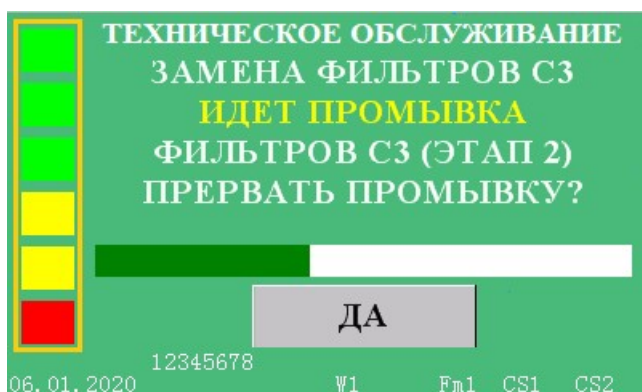 ТЕХНИЧЕСКОЕ ОБСЛУЖИВАНИЕ
ЗАМЕНА ФИЛЬТРОВ С3
ИДЕТ ПРОМЫВКА
ФИЛЬТРОВ С3 (ЭТАП 2)
ПРЕРВАТЬ ПРОМЫВКУ?
ДА
12345678
06.01.2020 W1 Fm1 CS1 CS2